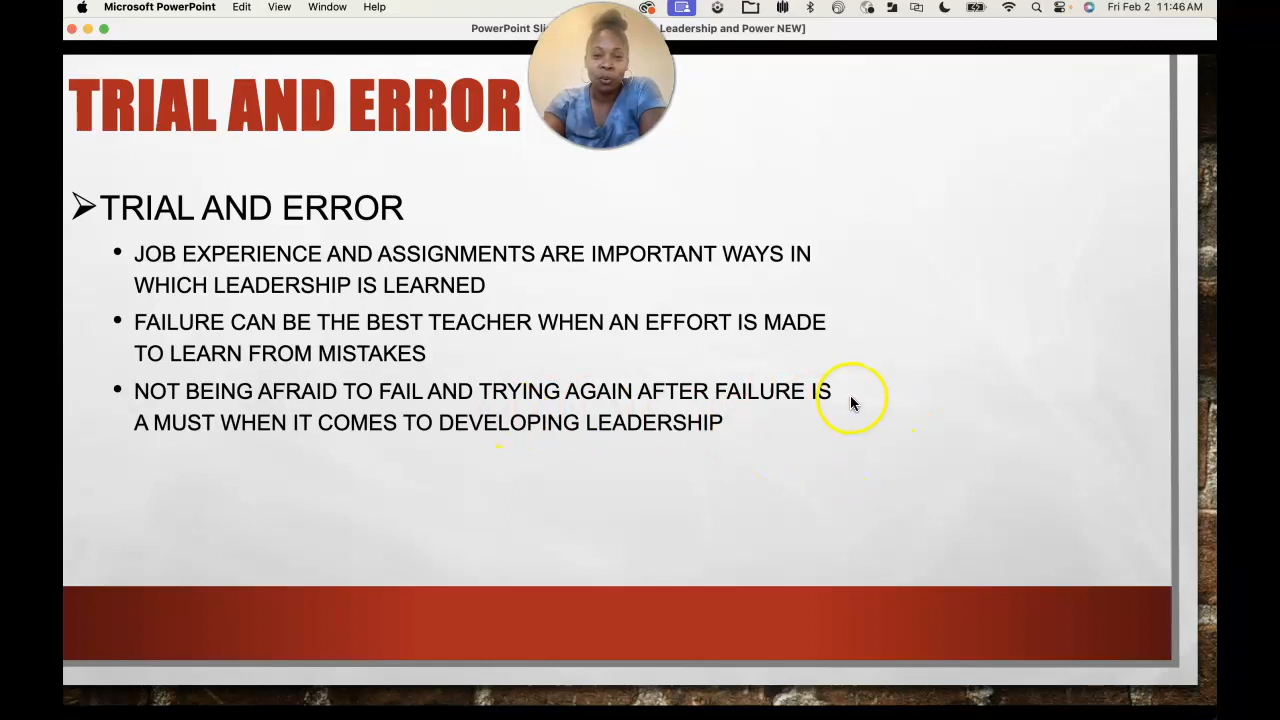 Microsoft PowerPoint Edit View Window Help Fri Feb 2 11:46 AM
PowerPoint Sli Leadership and Power NEW]
TRIAL AND ERROR
TRIAL AND ERROR
JOB EXPERIENCE AND ASSIGNMENTS ARE IMPORTANT WAYS IN
WHICH LEADERSHIP IS LEARNED
FAILURE CAN BE THE BEST TEACHER WHEN AN EFFORT IS MADE
TO LEARN FROM MISTAKES
NOT BEING AFRAID TO FAIL AND TRYING AGAIN AFTER FAILURE IS
A MUST WHEN IT COMES TO DEVELOPING LEADERSHIP